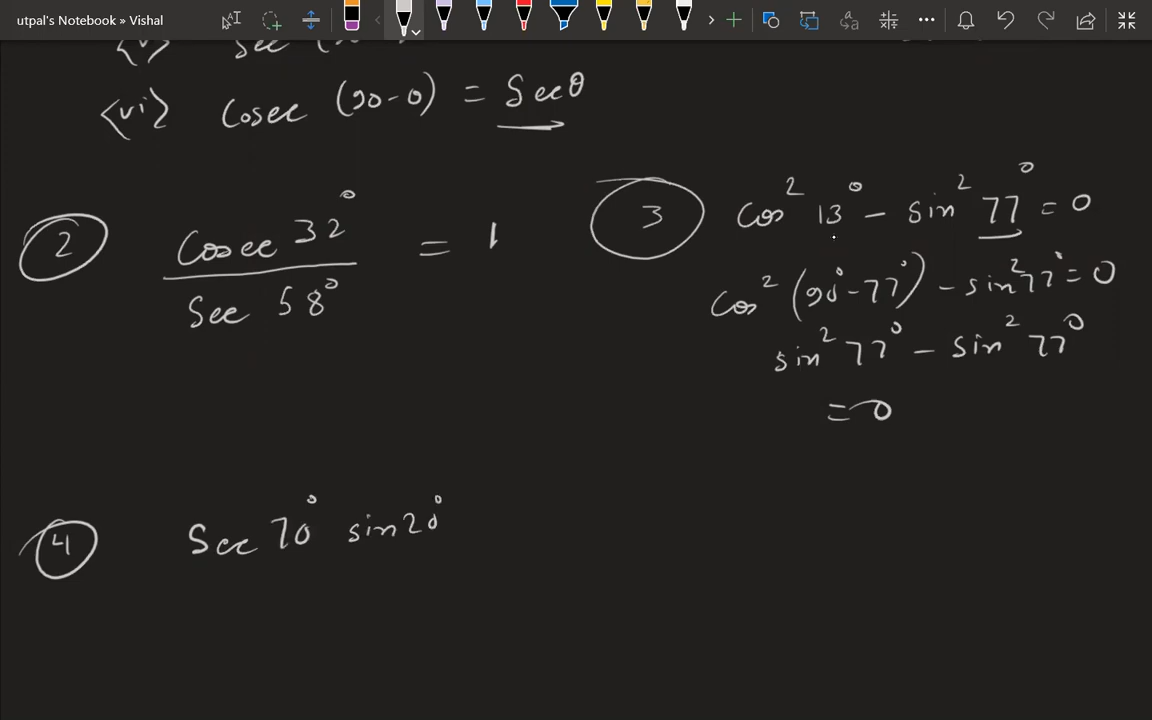 utpal's Notebook » Vishal
<v> Sec
<vi> Cosec (90-θ) = Secθ
2 Cosec 32° / Sec 58° = 1
3 Cos² 13° - sin² 77° = 0
Cos² (90°-77°) - sin² 77° = 0
sin² 77° - sin² 77°
= 0
4 Sec 70° sin 20°